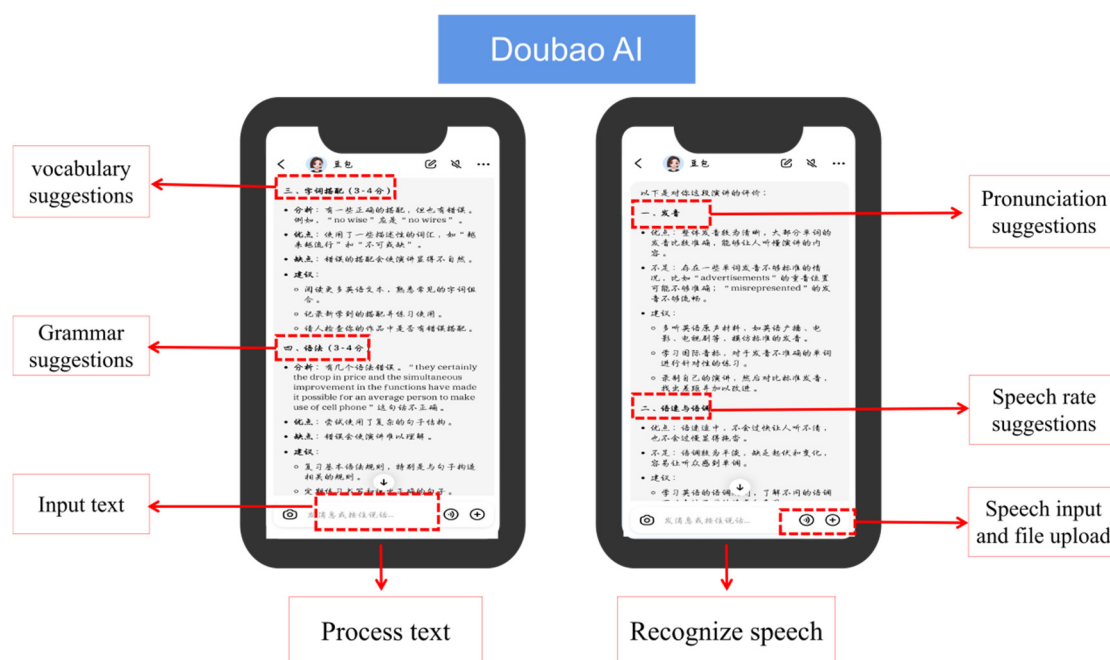 Doubao AI
vocabulary
suggestions
Grammar
suggestions
Input text
豆包
三、字词搭配（3-4分）
• 分析：有一些正确的搭配，但也有错误。
例如，“no wise”应是“no wires”。
• 优点：使用了一些描述性的词汇，如“越
来越流行”和“不可或缺”。
• 缺点：错误的搭配会使演讲显得不自然。
• 建议：
○ 阅读更多英语文本，熟悉常见的字词组
合。
○ 记录新学到的搭配并练习使用。
○ 请人检查你的作品中是否有错误搭配。
四、语法（3-4分
• 分析：有几个语法错误。“they certainly
the drop in price and the simultaneous
improvement in the functions have made
it possible for an average person to make
use of cell phone”这句话不正确。
• 优点：尝试使用了复杂的句子结构。
• 缺点：错误会使演讲难以理解。
• 建议：
○ 复习基本语法规则，特别是与句子构造
相关的规则。
发消息或按住说话...
Process text
豆包
以下是对你这段演讲的评价：
一、发音
• 优点：整体发音较为清晰，大部分单词的
发音比较准确，能够让人听懂演讲的内
容。
• 不足：存在一些单词发音不够标准的情
况，比如“advertisements”的重音位置
可能不够准确；“misrepresented”的发
音不够流畅。
• 建议：
○ 多听英语原声材料，如英语广播、电
影、电视剧等，模仿标准的发音。
○ 学习国际音标，对于发音不准确的单词
进行针对性的练习。
○ 录制自己的演讲，然后对比标准发音，
找出差距并加以改进。
二、语速与语调
• 优点：语速适中，不会过快让人听不清，
也不会过慢显得拖沓。
• 不足：语调较为平淡，缺乏起伏和变化，
容易让听众感到单调。
• 建议：
○ 学习英语的语调 ，了解不同的语调
发消息或按住说话...
Recognize speech
Pronunciation
suggestions
Speech rate
suggestions
Speech input
and file upload